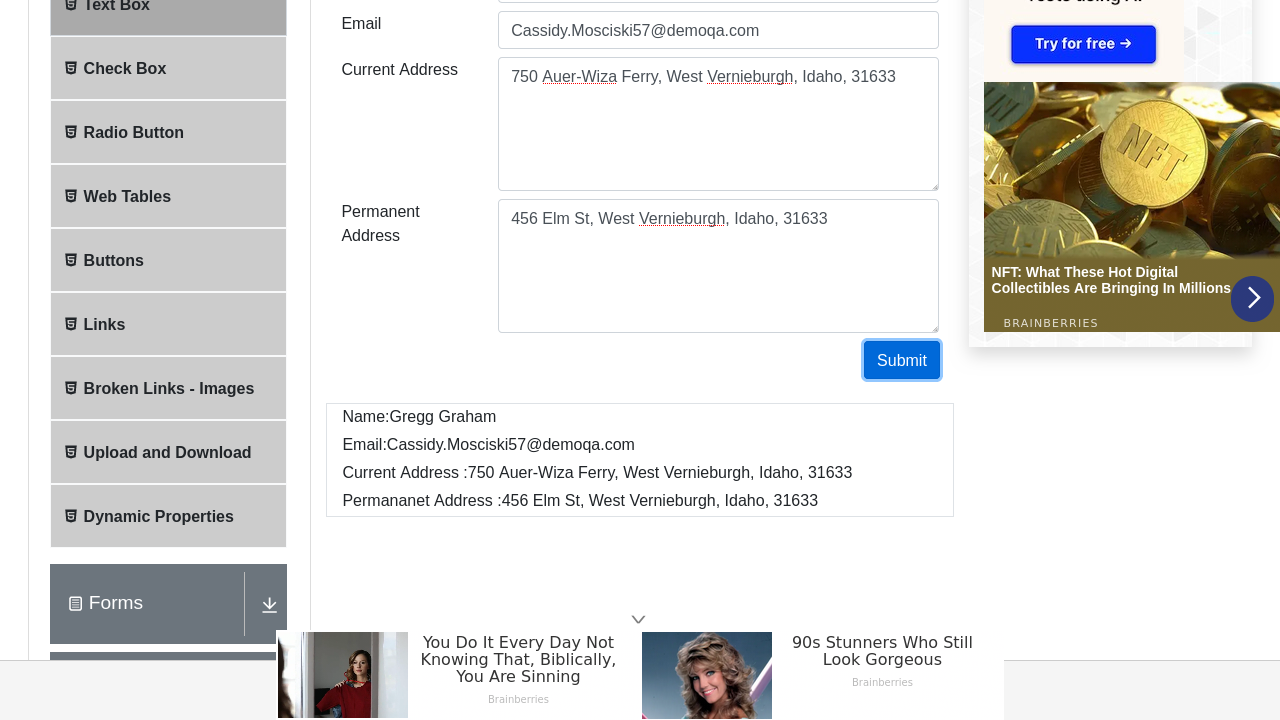 Text Box
Check Box
Radio Button
Web Tables
Buttons
Links
Broken Links - Images
Upload and Download
Dynamic Properties
Forms
Email
Cassidy.Mosciski57@demoqa.com
Current Address
750 Auer-Wiza Ferry, West Vernieburgh, Idaho, 31633
Permanent
Address
456 Elm St, West Vernieburgh, Idaho, 31633
Submit
Name:Gregg Graham
Email:Cassidy.Mosciski57@demoqa.com
Current Address :750 Auer-Wiza Ferry, West Vernieburgh, Idaho, 31633
Permananet Address :456 Elm St, West Vernieburgh, Idaho, 31633
Try for free →
NFT
NFT: What These Hot Digital
Collectibles Are Bringing In Millions
BRAINBERRIES
You Do It Every Day Not
Knowing That, Biblically,
You Are Sinning
Brainberries
90s Stunners Who Still
Look Gorgeous
Brainberries